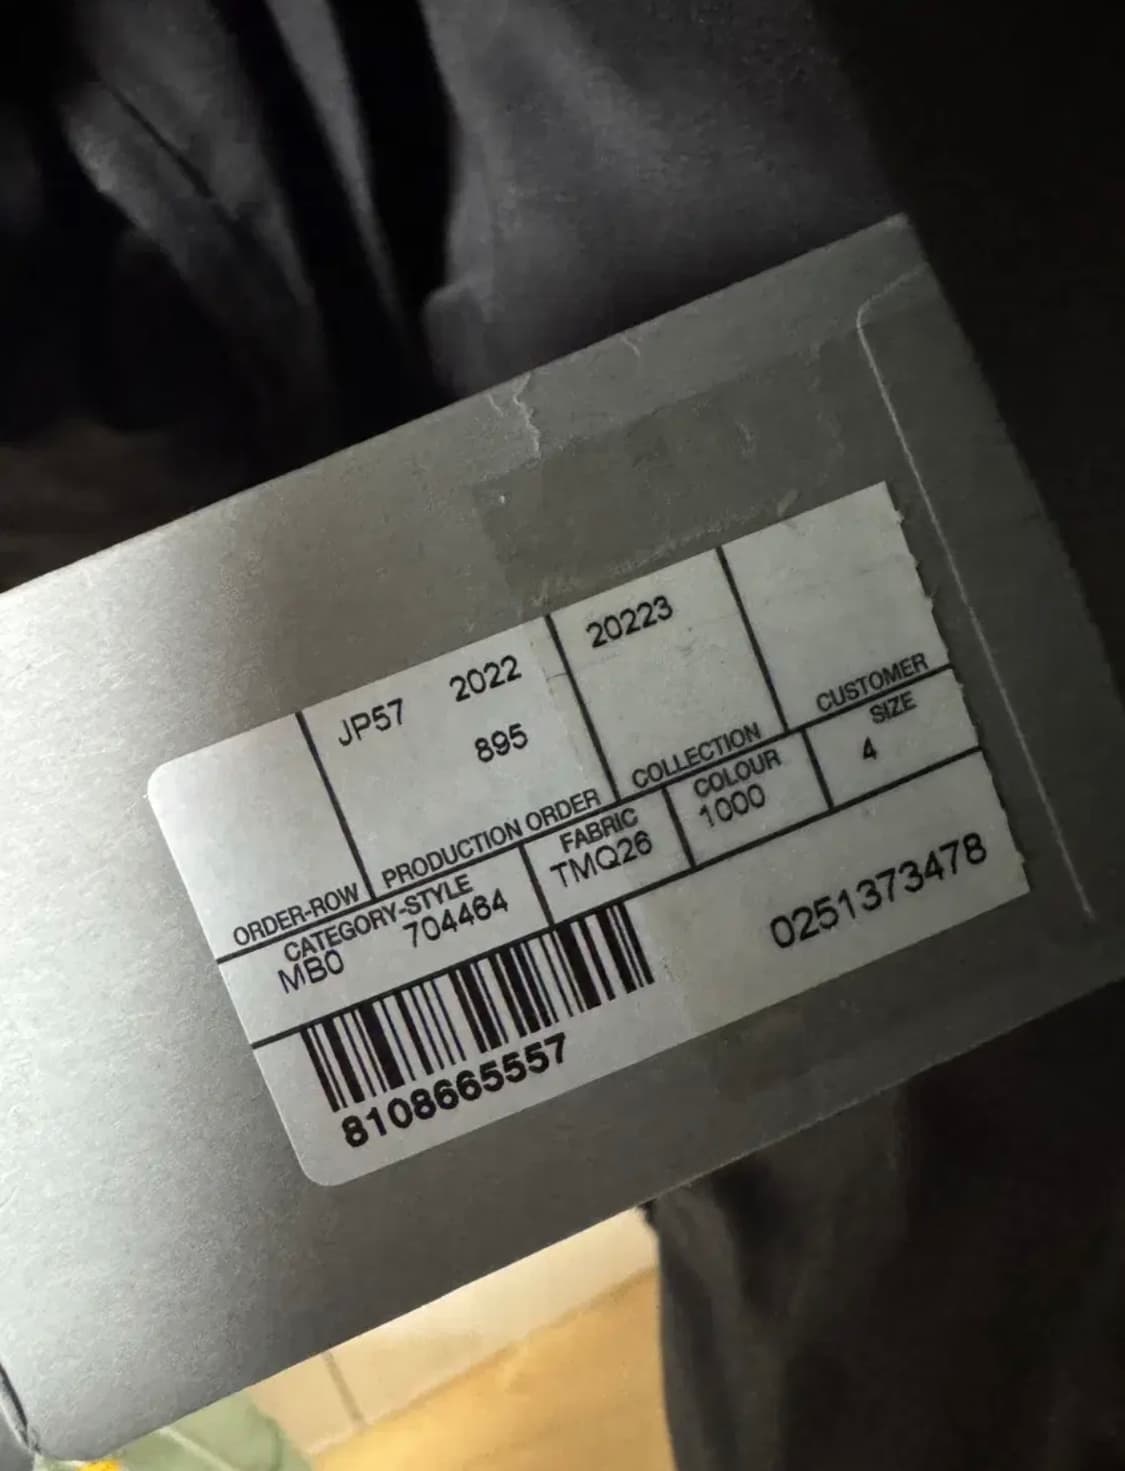 JP57 2022 20223
895
ORDER-ROW PRODUCTION ORDER COLLECTION CUSTOMER
CATEGORY-STYLE FABRIC COLOUR SIZE
MB0 704464 TMQ26 1000 4
0251373478
8108665557